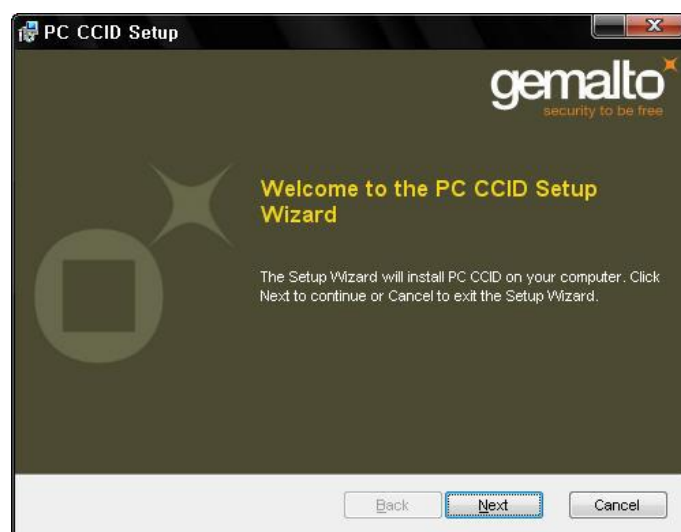 PC CCID Setup
gemalto
security to be free
Welcome to the PC CCID Setup
Wizard
The Setup Wizard will install PC CCID on your computer. Click
Next to continue or Cancel to exit the Setup Wizard.
Back Next Cancel